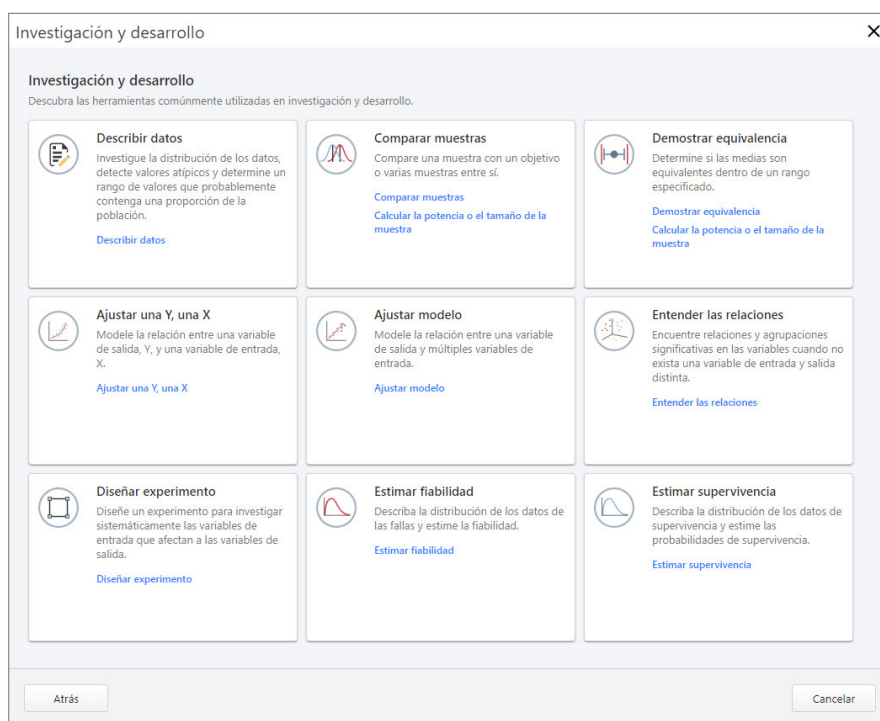 Investigación y desarrollo
Investigación y desarrollo
Descubra las herramientas comúnmente utilizadas en investigación y desarrollo.
Describir datos
Investigue la distribución de los datos,
detecte valores atípicos y determine un
rango de valores que probablemente
contenga una proporción de la
población.
Describir datos
Comparar muestras
Compare una muestra con un objetivo
o varias muestras entre sí.
Comparar muestras
Calcular la potencia o el tamaño de la
muestra
Demostrar equivalencia
Determine si las medias son
equivalentes dentro de un rango
especificado.
Demostrar equivalencia
Calcular la potencia o el tamaño de la
muestra
Ajustar una Y, una X
Modele la relación entre una variable
de salida, Y, y una variable de entrada,
X.
Ajustar una Y, una X
Ajustar modelo
Modele la relación entre una variable
de salida y múltiples variables de
entrada.
Ajustar modelo
Entender las relaciones
Encuentre relaciones y agrupaciones
significativas en las variables cuando no
exista una variable de entrada y salida
distinta.
Entender las relaciones
Diseñar experimento
Diseñe un experimento para investigar
sistemáticamente las variables de
entrada que afectan a las variables de
salida.
Diseñar experimento
Estimar fiabilidad
Describa la distribución de los datos de
las fallas y estime la fiabilidad.
Estimar fiabilidad
Estimar supervivencia
Describa la distribución de los datos de
supervivencia y estime las
probabilidades de supervivencia.
Estimar supervivencia
Atrás
Cancelar